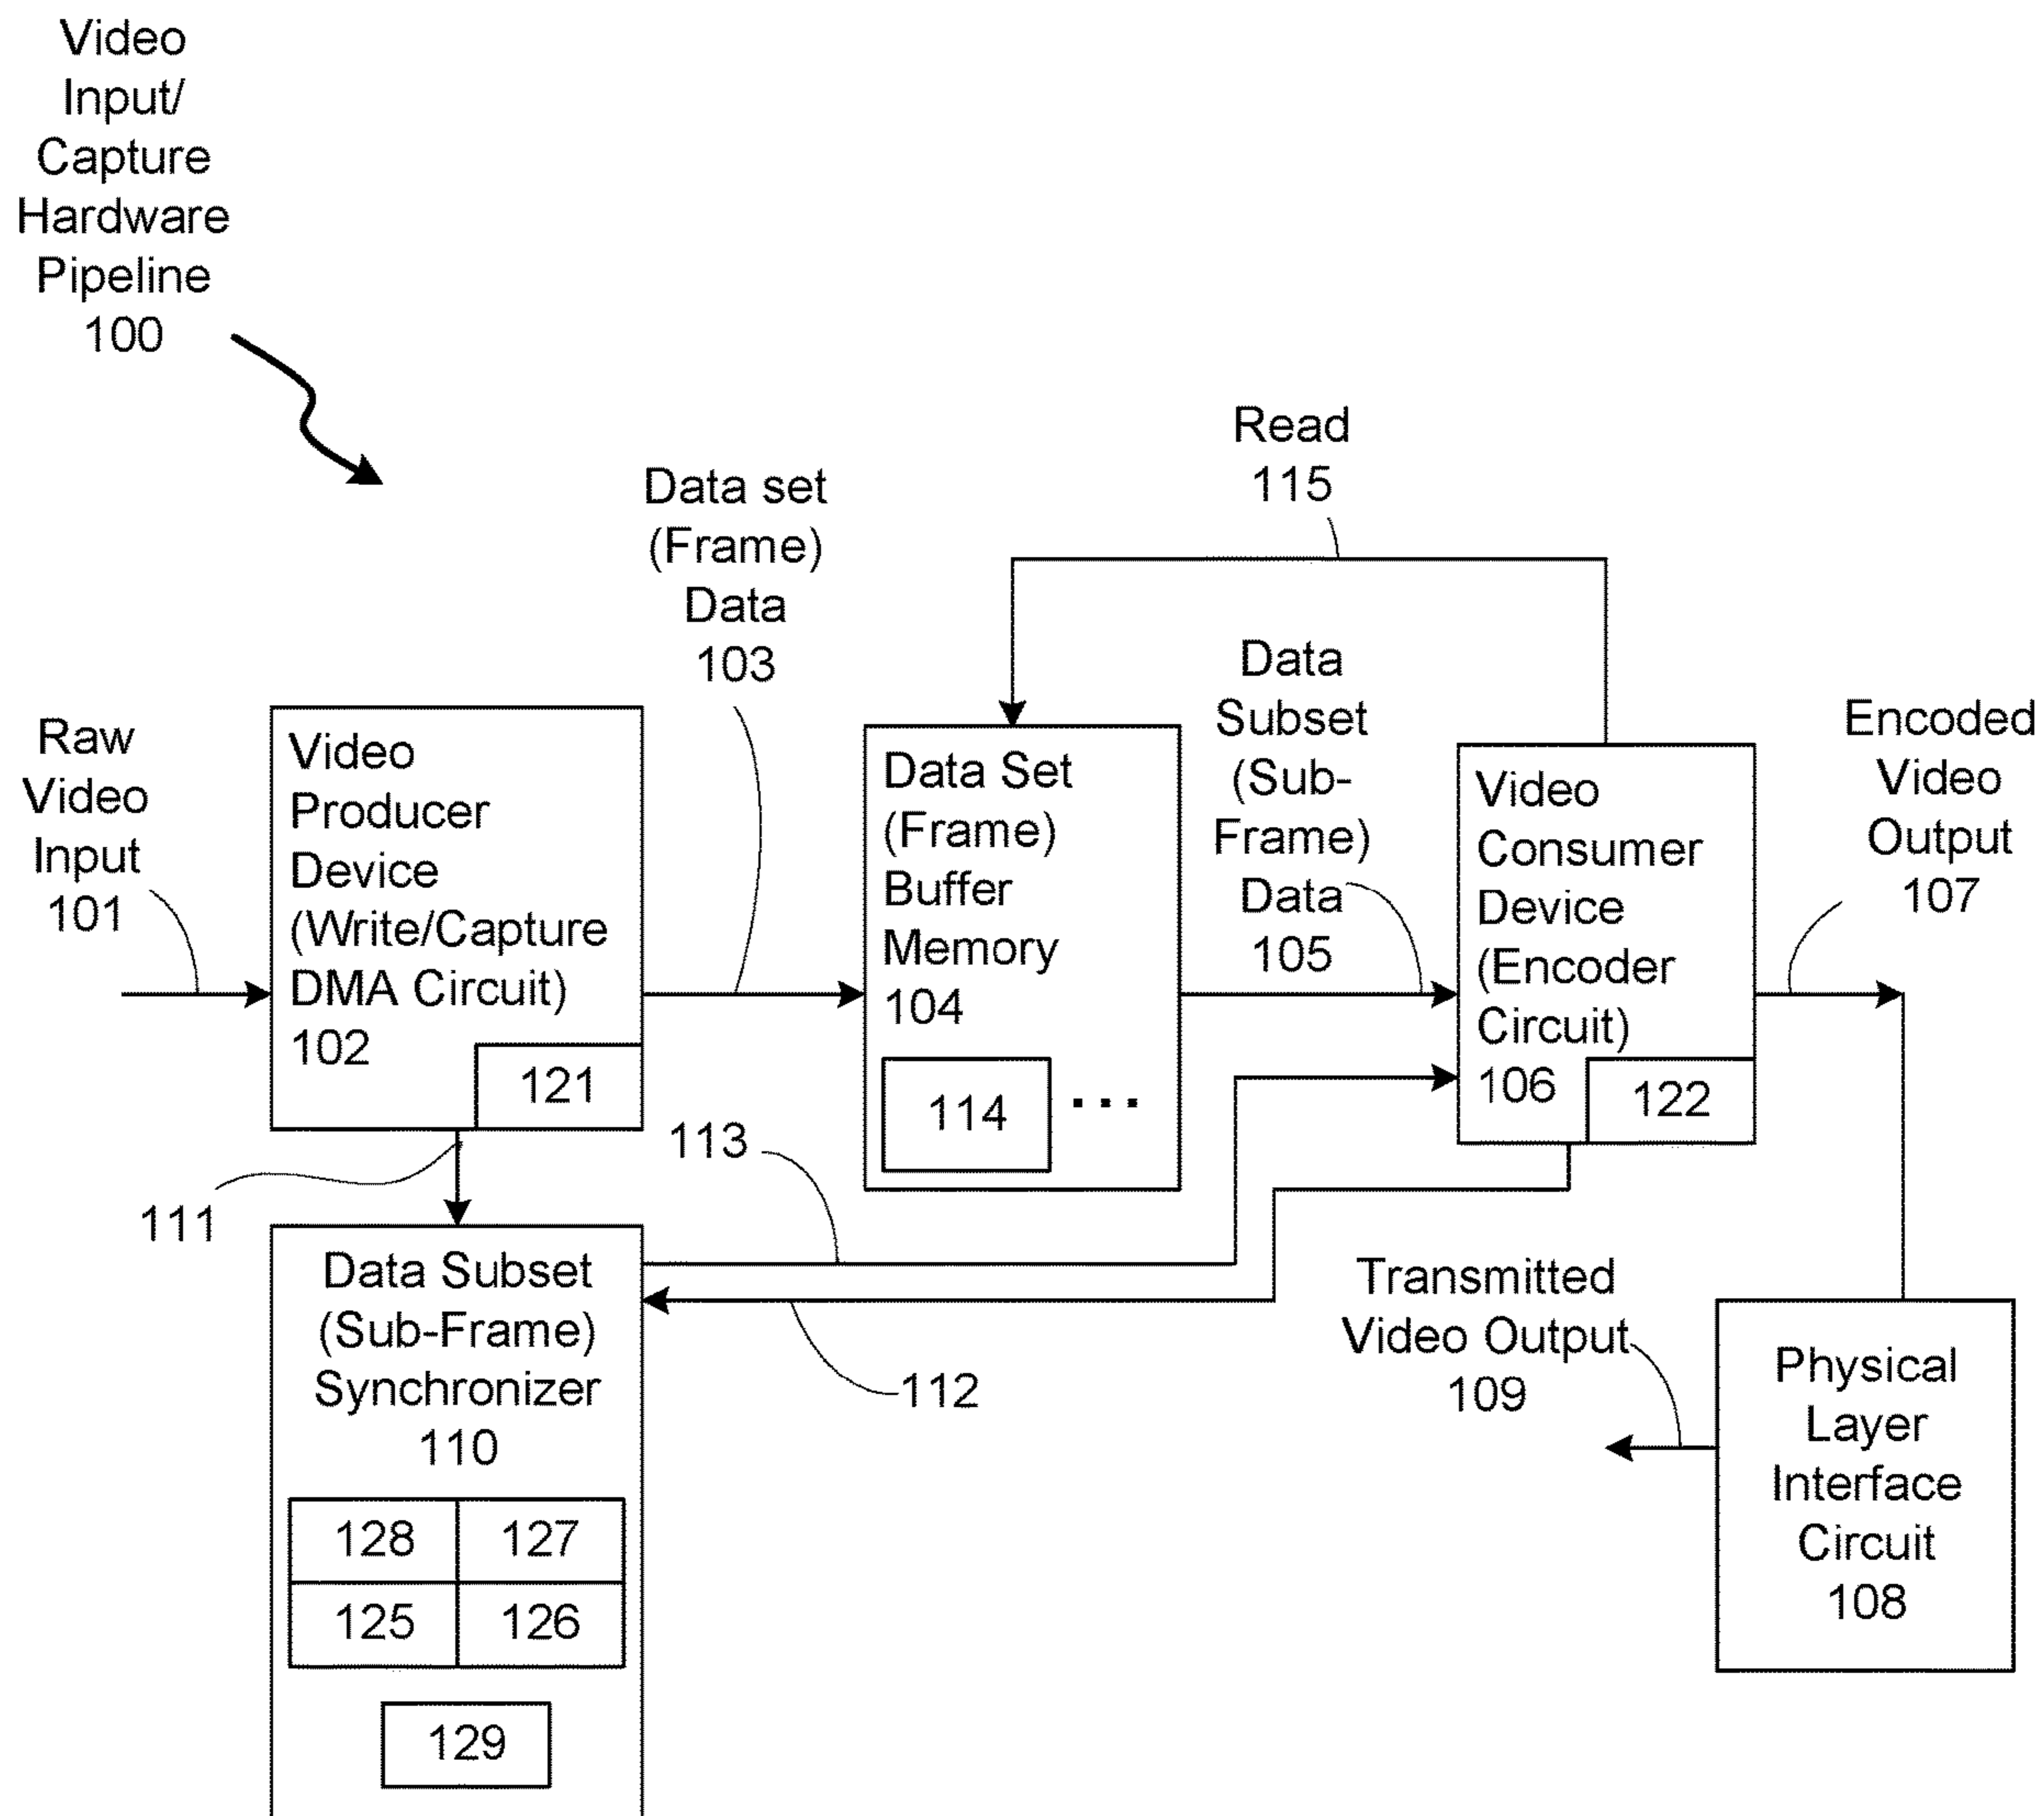 Video
Input/
Capture
Hardware
Pipeline
100
Read
115
Data set
(Frame)
Data
103
Data
Subset
(Sub-
Frame)
Data
105
Raw
Video
Input
101
Video
Producer
Device
(Write/Capture
DMA Circuit)
102
121
Data Set
(Frame)
Buffer
Memory
104
114
...
Video
Consumer
Device
(Encoder
Circuit)
106
122
Encoded
Video
Output
107
111
113
112
Data Subset
(Sub-Frame)
Synchronizer
110
128
127
125
126
129
Transmitted
Video Output
109
Physical
Layer
Interface
Circuit
108